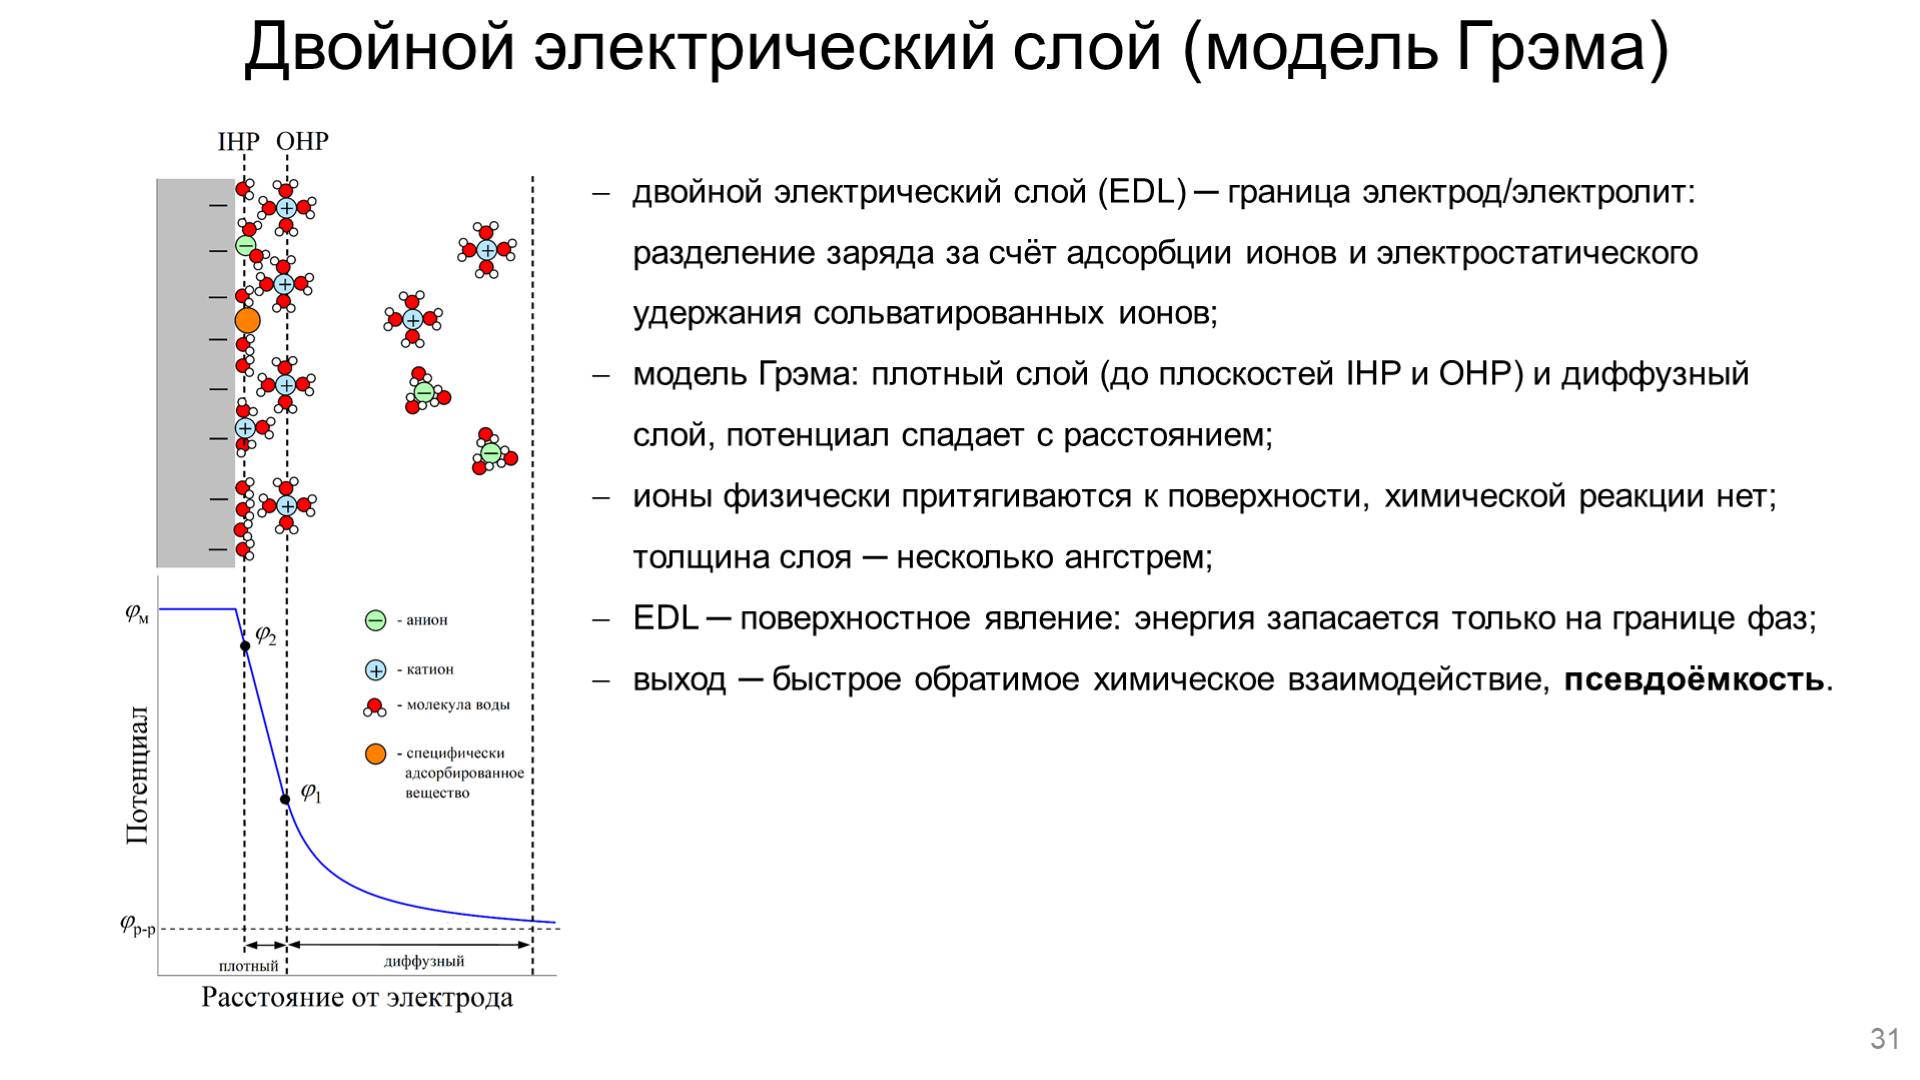 Двойной электрический слой (модель Грэма)
IHP OHP
– двойной электрический слой (EDL) — граница электрод/электролит:
разделение заряда за счёт адсорбции ионов и электростатического
удержания сольватированных ионов;
– модель Грэма: плотный слой (до плоскостей IHP и OHP) и диффузный
слой, потенциал спадает с расстоянием;
– ионы физически притягиваются к поверхности, химической реакции нет;
толщина слоя — несколько ангстрем;
– EDL — поверхностное явление: энергия запасается только на границе фаз;
– выход — быстрое обратимое химическое взаимодействие, псевдоёмкость.
φм
φ2
φ1
φр-р
Потенциал
- анион
- катион
- молекула воды
- специфически
адсорбированное
вещество
плотный
диффузный
Расстояние от электрода
31